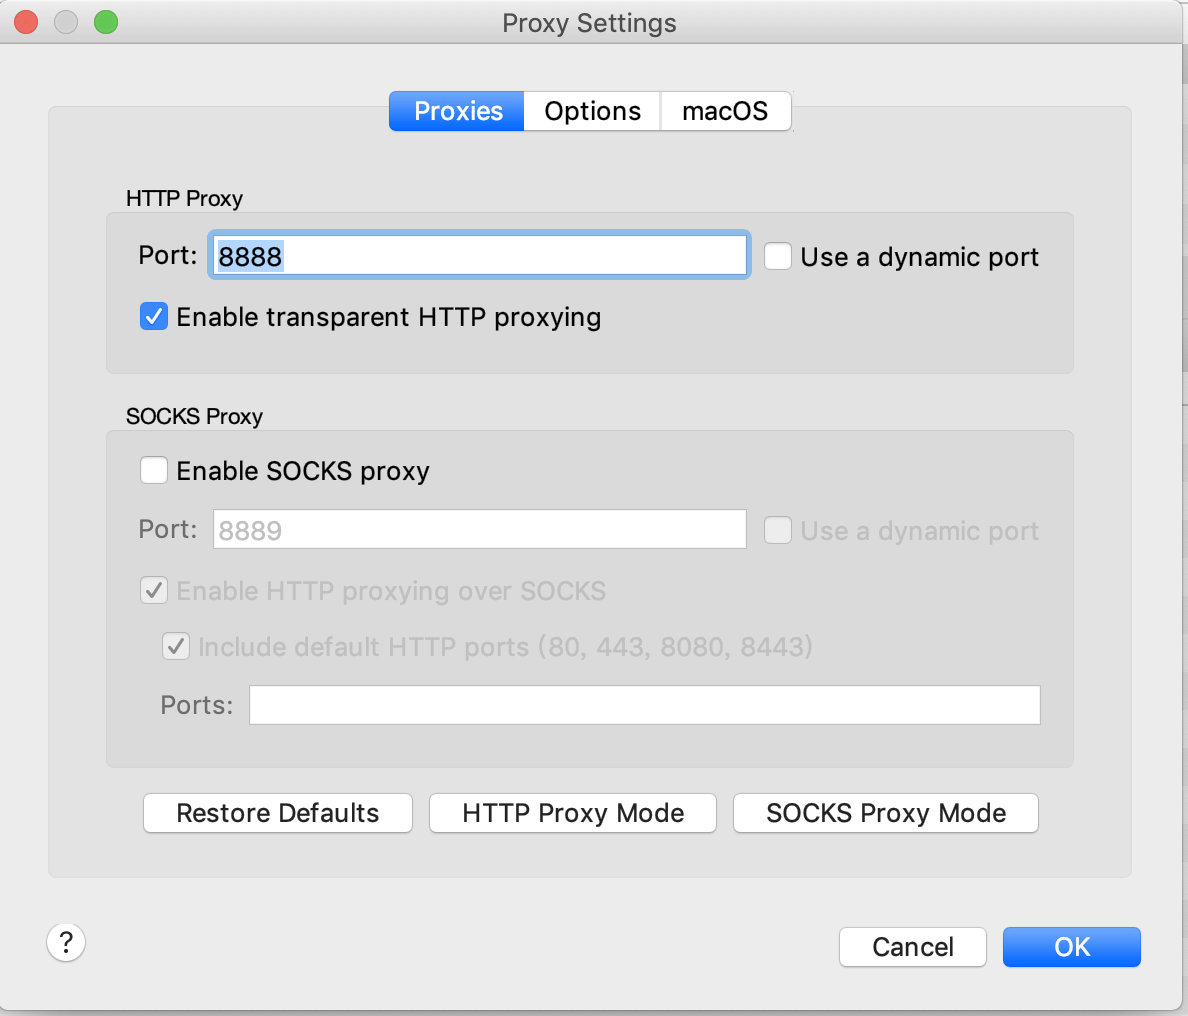 Proxy Settings
Proxies Options macOS
HTTP Proxy
Port: 8888 Use a dynamic port
Enable transparent HTTP proxying
SOCKS Proxy
Enable SOCKS proxy
Port: 8889 Use a dynamic port
Enable HTTP proxying over SOCKS
Include default HTTP ports (80, 443, 8080, 8443)
Ports:
Restore Defaults HTTP Proxy Mode SOCKS Proxy Mode
? Cancel OK